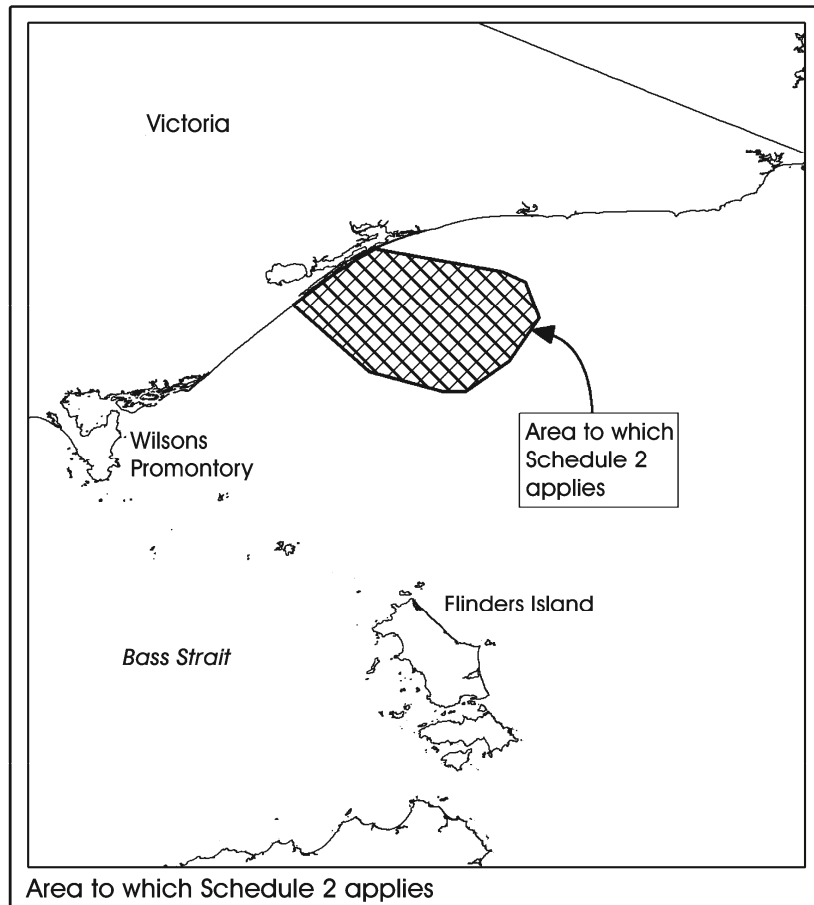 Victoria
Wilsons
Promontory
Area to which
Schedule 2
applies
Flinders Island
Bass Strait
Area to which Schedule 2 applies